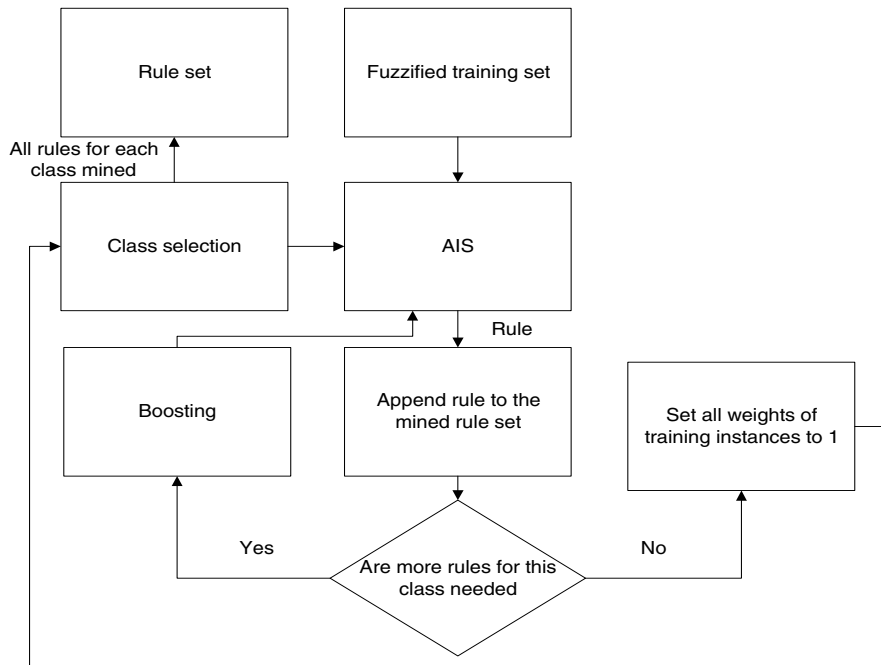 Rule set
Fuzzified training set
All rules for each
class mined
Class selection
AIS
Rule
Boosting
Append rule to the
mined rule set
Set all weights of
training instances to 1
Yes
No
Are more rules for this
class needed